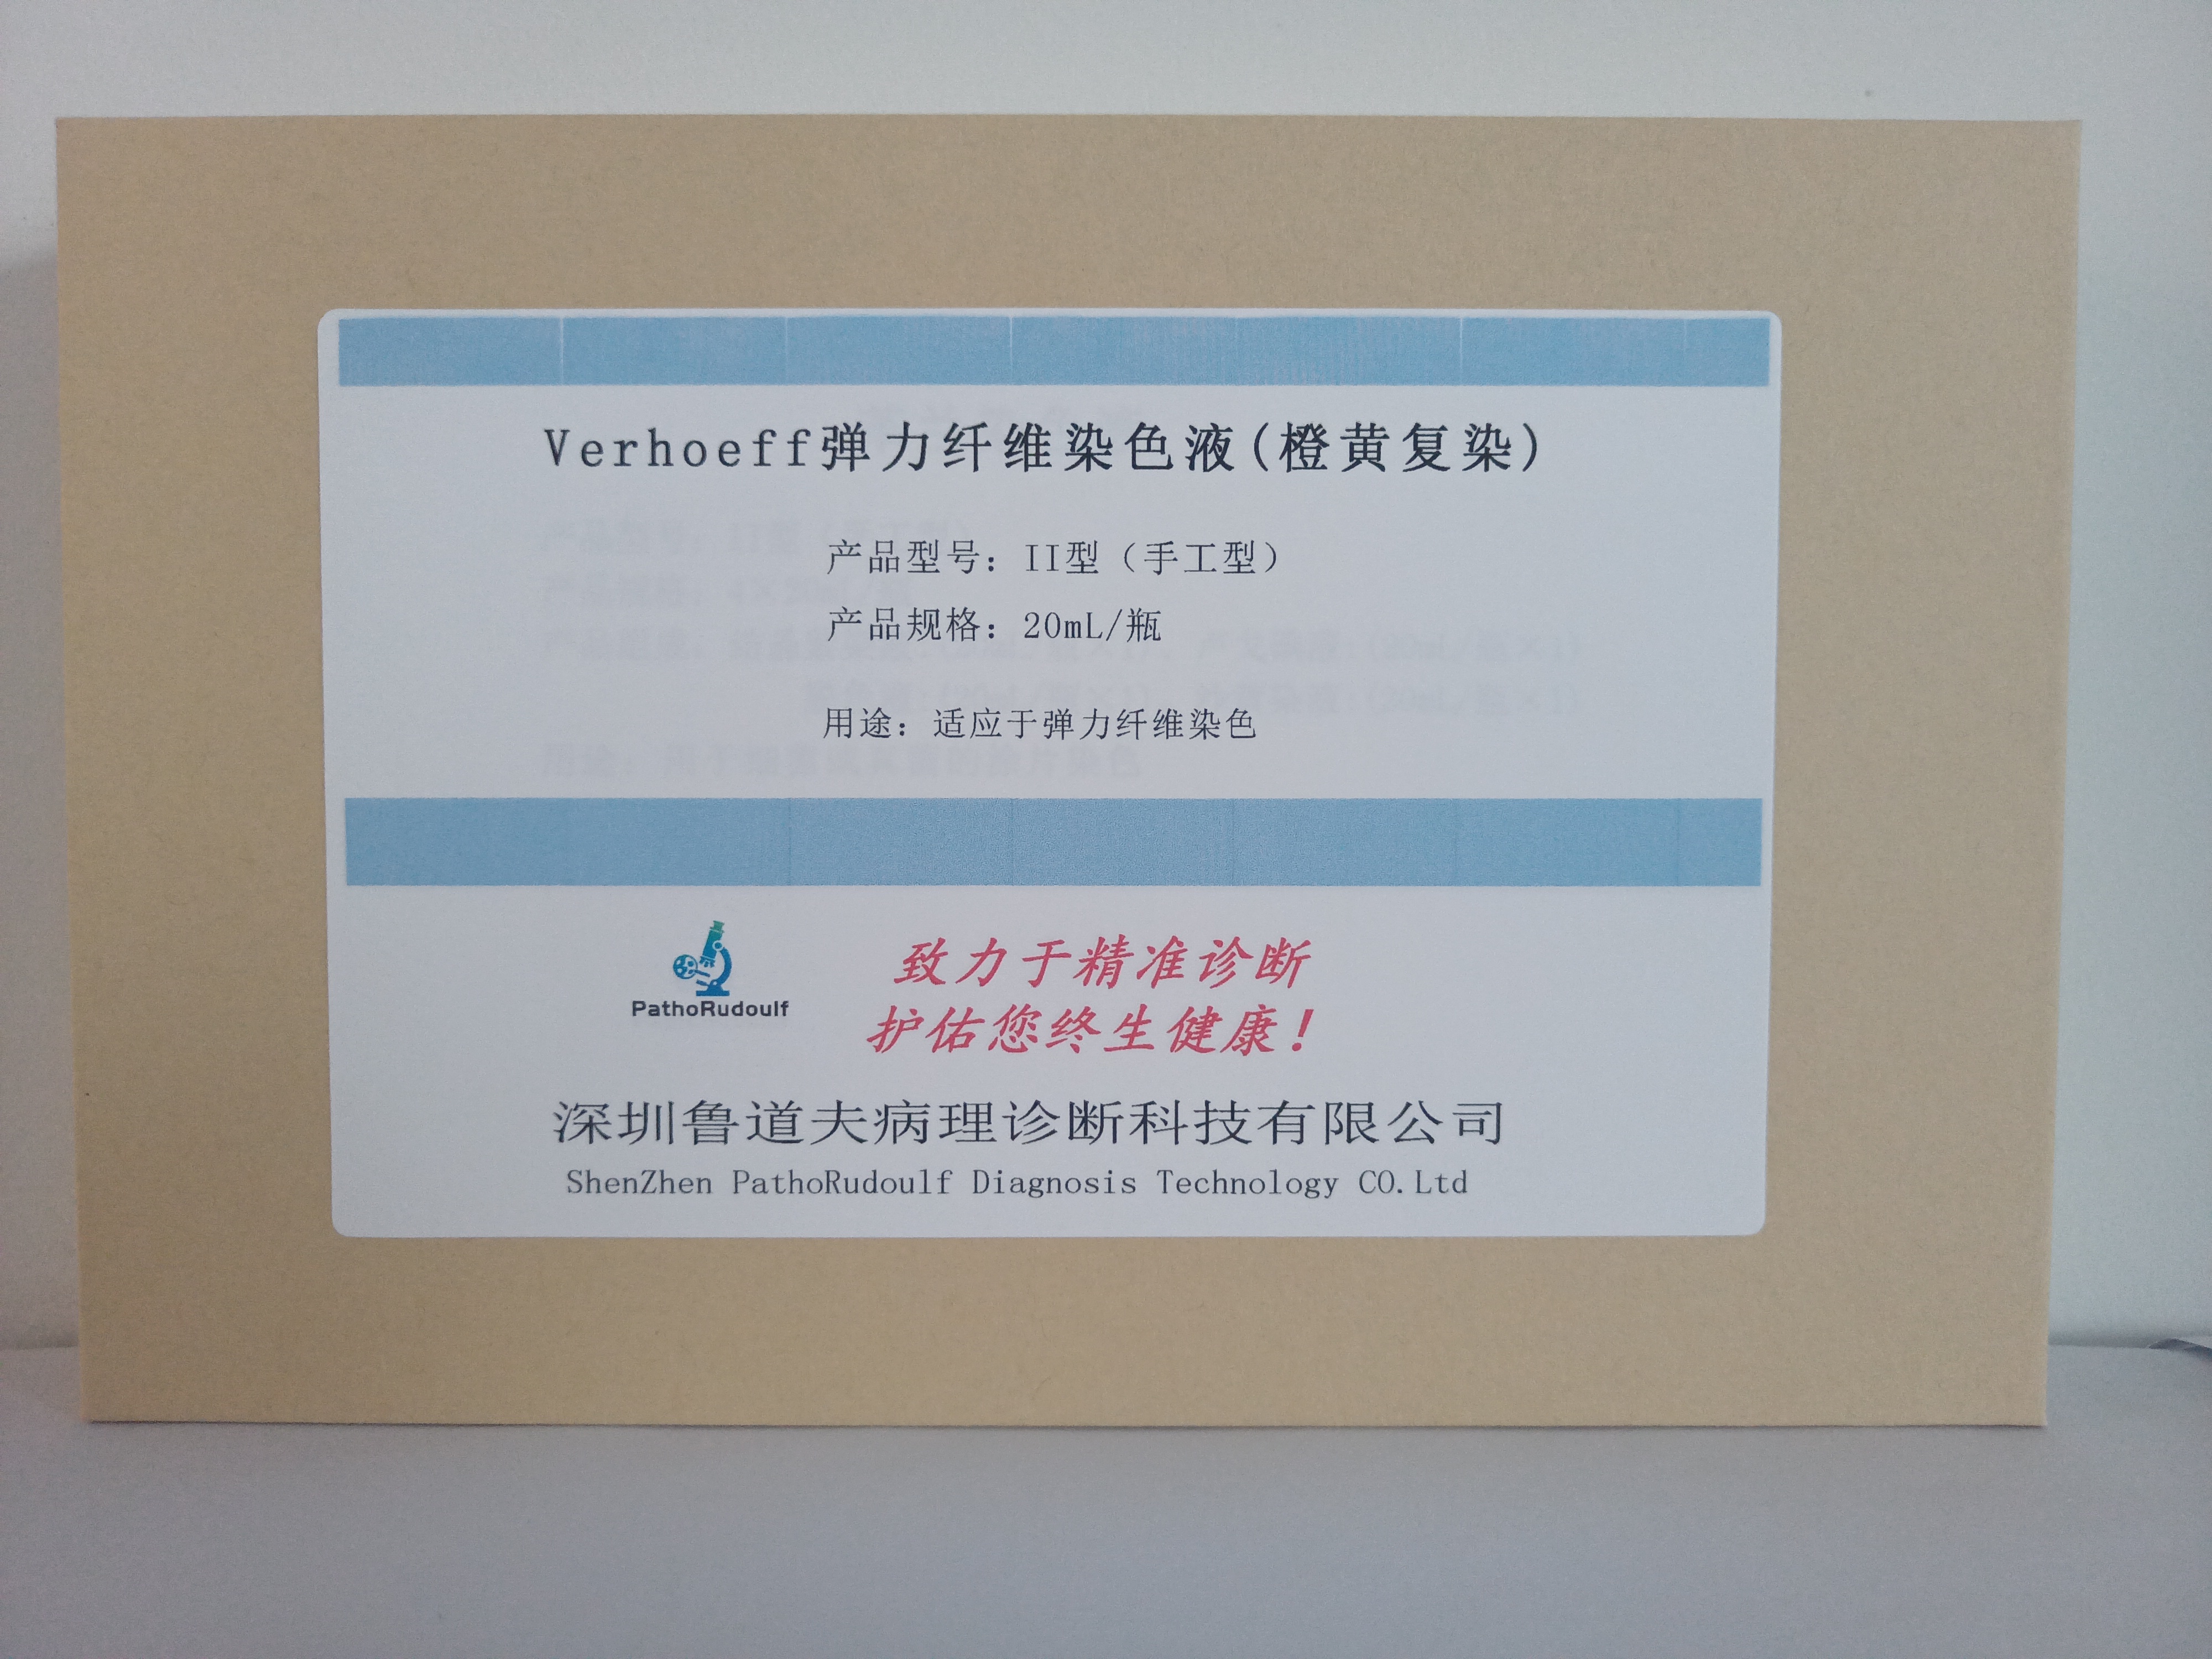 Verhoeff弹力纤维染色液(橙黄复染)
产品型号：II型（手工型）
产品规格：20mL/瓶
用途：适应于弹力纤维染色
PathoRudoulf
致力于精准诊断
护佑您终生健康！
深圳鲁道夫病理诊断科技有限公司
ShenZhen PathoRudoulf Diagnosis Technology CO.Ltd